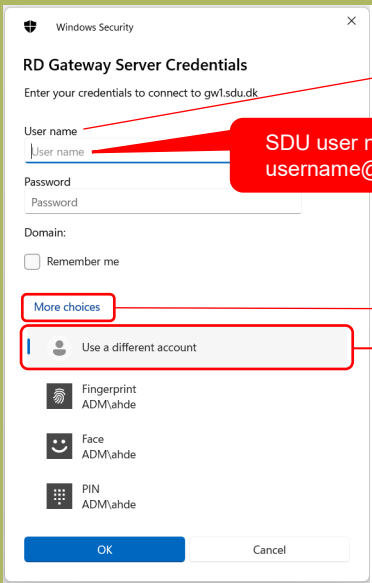 Windows Security
RD Gateway Server Credentials
Enter your credentials to connect to gw1.sdu.dk
User name
User name
SDU user n
username@
Password
Password
Domain:
Remember me
More choices
Use a different account
Fingerprint
ADM\ahde
Face
ADM\ahde
PIN
ADM\ahde
OK
Cancel